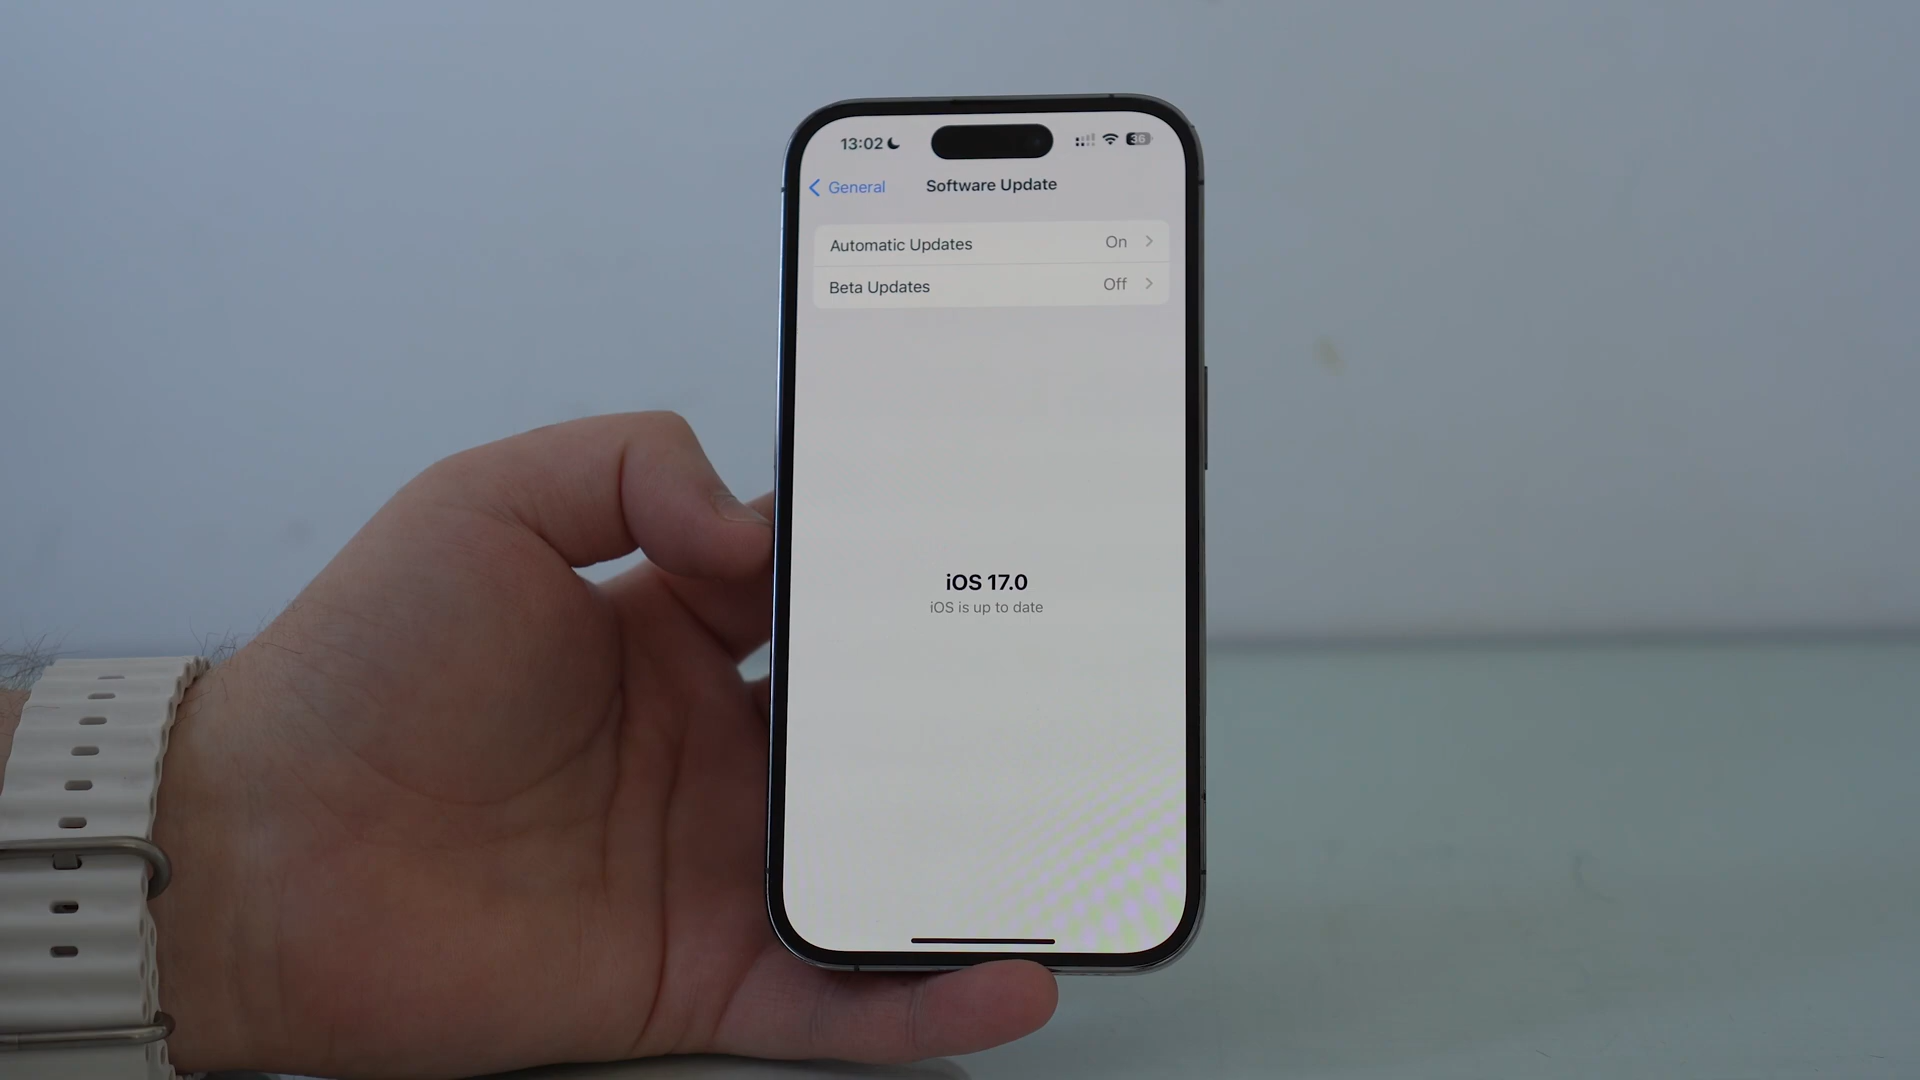 13:02
36
General
Software Update
Automatic Updates On
Beta Updates Off
iOS 17.0
iOS is up to date